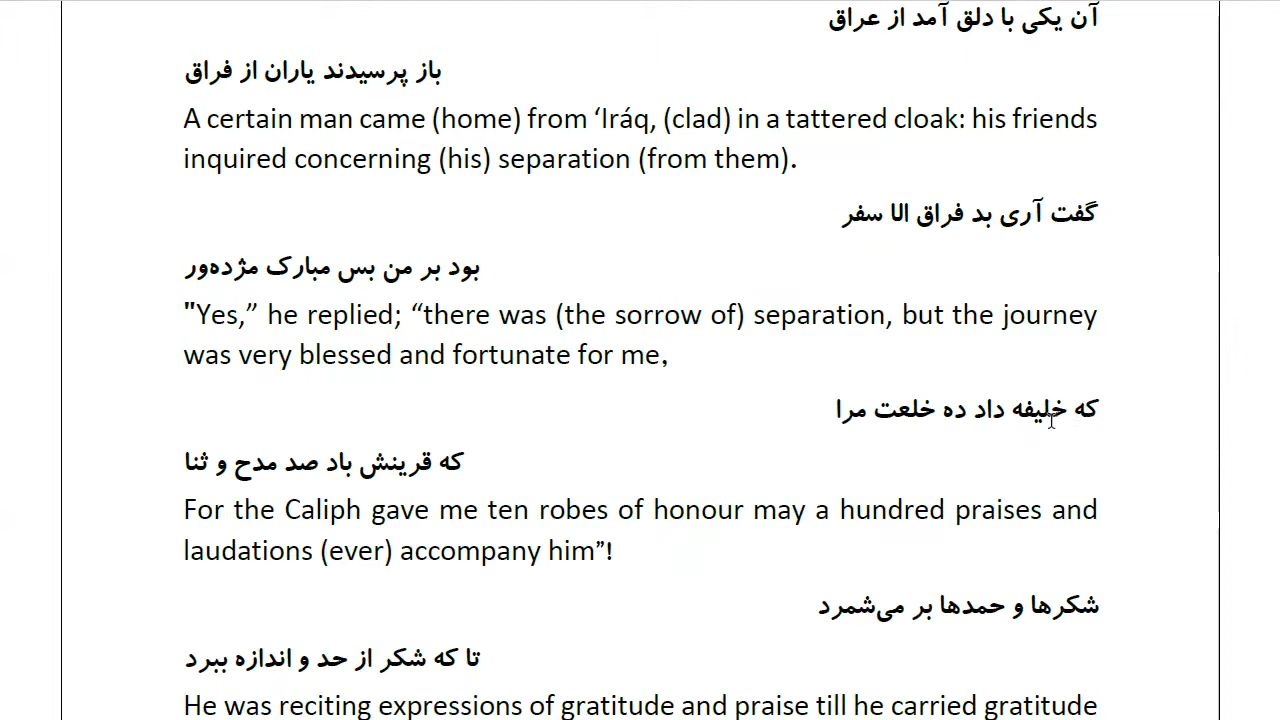 آن یکی با دلق آمد از عراق
باز پرسیدند یاران از فراق
A certain man came (home) from ‘Iráq, (clad) in a tattered cloak: his friends
inquired concerning (his) separation (from them).
گفت آری بد فراق الا سفر
بود بر من بس مبارک مژده‌ور
"Yes,” he replied; “there was (the sorrow of) separation, but the journey
was very blessed and fortunate for me,
که خلیفه داد ده خلعت مرا
که قرینش باد صد مدح و ثنا
For the Caliph gave me ten robes of honour may a hundred praises and
laudations (ever) accompany him”!
شکرها و حمدها بر می‌شمرد
تا که شکر از حد و اندازه ببرد
He was reciting expressions of gratitude and praise till he carried gratitude